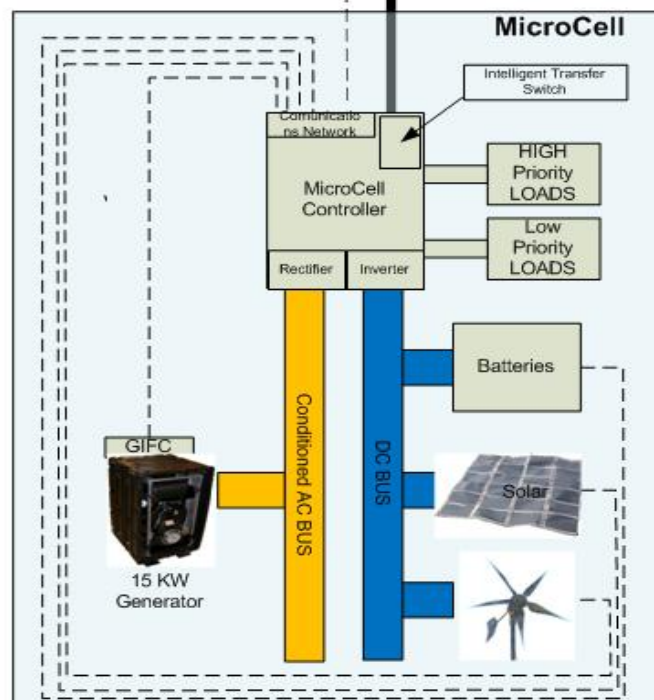 MicroCell
Intelligent Transfer
Switch
Comunicatio
ns Network
HIGH
Priority
LOADS
MicroCell
Controller
Low
Priority
LOADS
Rectifier
Inverter
Batteries
Conditioned AC BUS
DC BUS
GIFC
Solar
15 KW
Generator